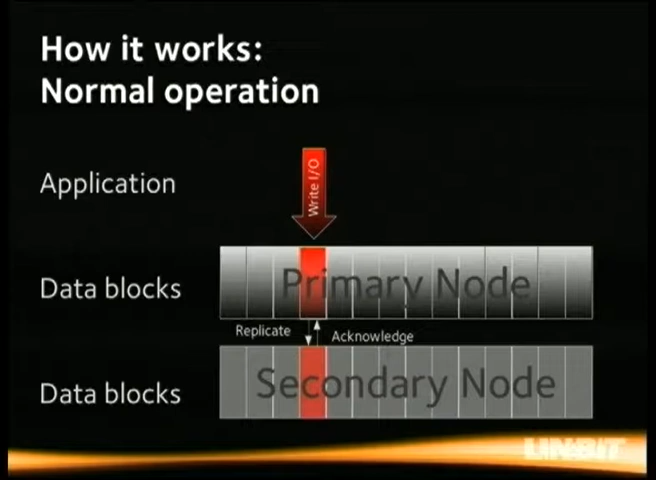 How it works:
Normal operation
Application
Write I/O
Data blocks
Primary Node
Replicate
Acknowledge
Data blocks
Secondary Node
LINBIT